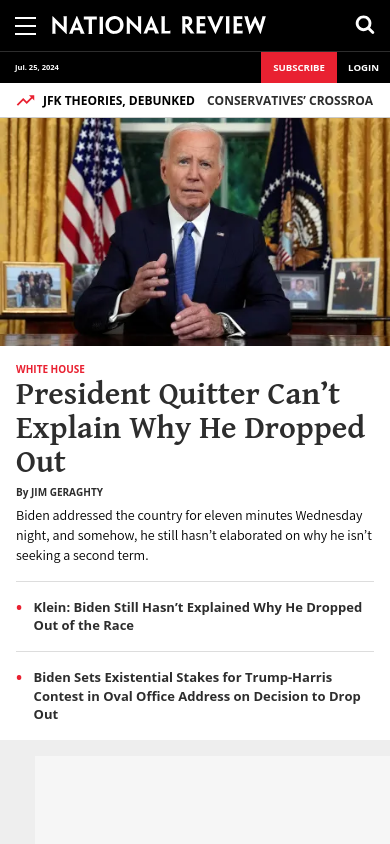 NATIONAL REVIEW
Jul. 25, 2024
SUBSCRIBE
LOGIN
JFK THEORIES, DEBUNKED
CONSERVATIVES’ CROSSROA
WHITE HOUSE
President Quitter Can’t
Explain Why He Dropped
Out
By JIM GERAGHTY
Biden addressed the country for eleven minutes Wednesday
night, and somehow, he still hasn’t elaborated on why he isn’t
seeking a second term.
Klein: Biden Still Hasn’t Explained Why He Dropped
Out of the Race
Biden Sets Existential Stakes for Trump-Harris
Contest in Oval Office Address on Decision to Drop
Out